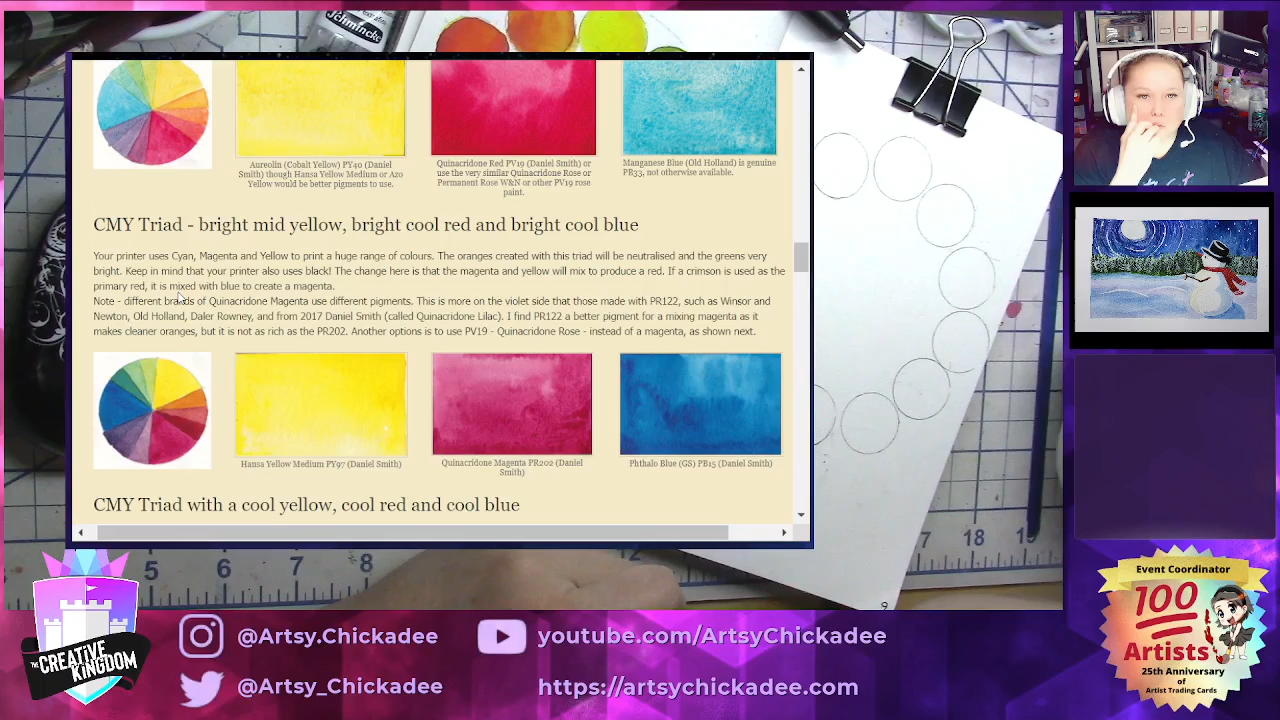 Schmincke
Aureolin (Cobalt Yellow) PY40 (Daniel
Smith) though Hansa Yellow Medium or Azo
Yellow would be better pigments to use.
Quinacridone Red PV19 (Daniel Smith) or
use the very similar Quinacridone Rose or
Permanent Rose W&N or other PV19 rose
paint.
Manganese Blue (Old Holland) is genuine
PB33, not otherwise available.
CMY Triad - bright mid yellow, bright cool red and bright cool blue
Your printer uses Cyan, Magenta and Yellow to print a huge range of colours. The oranges created with this triad will be neutralised and the greens very
bright. Keep in mind that your printer also uses black! The change here is that the magenta and yellow will mix to produce a red. If a crimson is used as the
primary red, it is mixed with blue to create a magenta.
Note - different brands of Quinacridone Magenta use different pigments. This is more on the violet side that those made with PR122, such as Winsor and
Newton, Old Holland, Daler Rowney, and from 2017 Daniel Smith (called Quinacridone Lilac). I find PR122 a better pigment for a mixing magenta as it
makes cleaner oranges, but it is not as rich as the PR202. Another options is to use PV19 - Quinacridone Rose - instead of a magenta, as shown next.
Hansa Yellow Medium PY97 (Daniel Smith)
Quinacridone Magenta PR202 (Daniel
Smith)
Phthalo Blue (GS) PB15 (Daniel Smith)
CMY Triad with a cool yellow, cool red and cool blue
5 6 7 8 12 17 18
9
THE CREATIVE
KINGDOM
@Artsy.Chickadee
youtube.com/ArtsyChickadee
@Artsy_Chickadee
https://artsychickadee.com
Event Coordinator
100
Artists
25th Anniversary
of
Artist Trading Cards